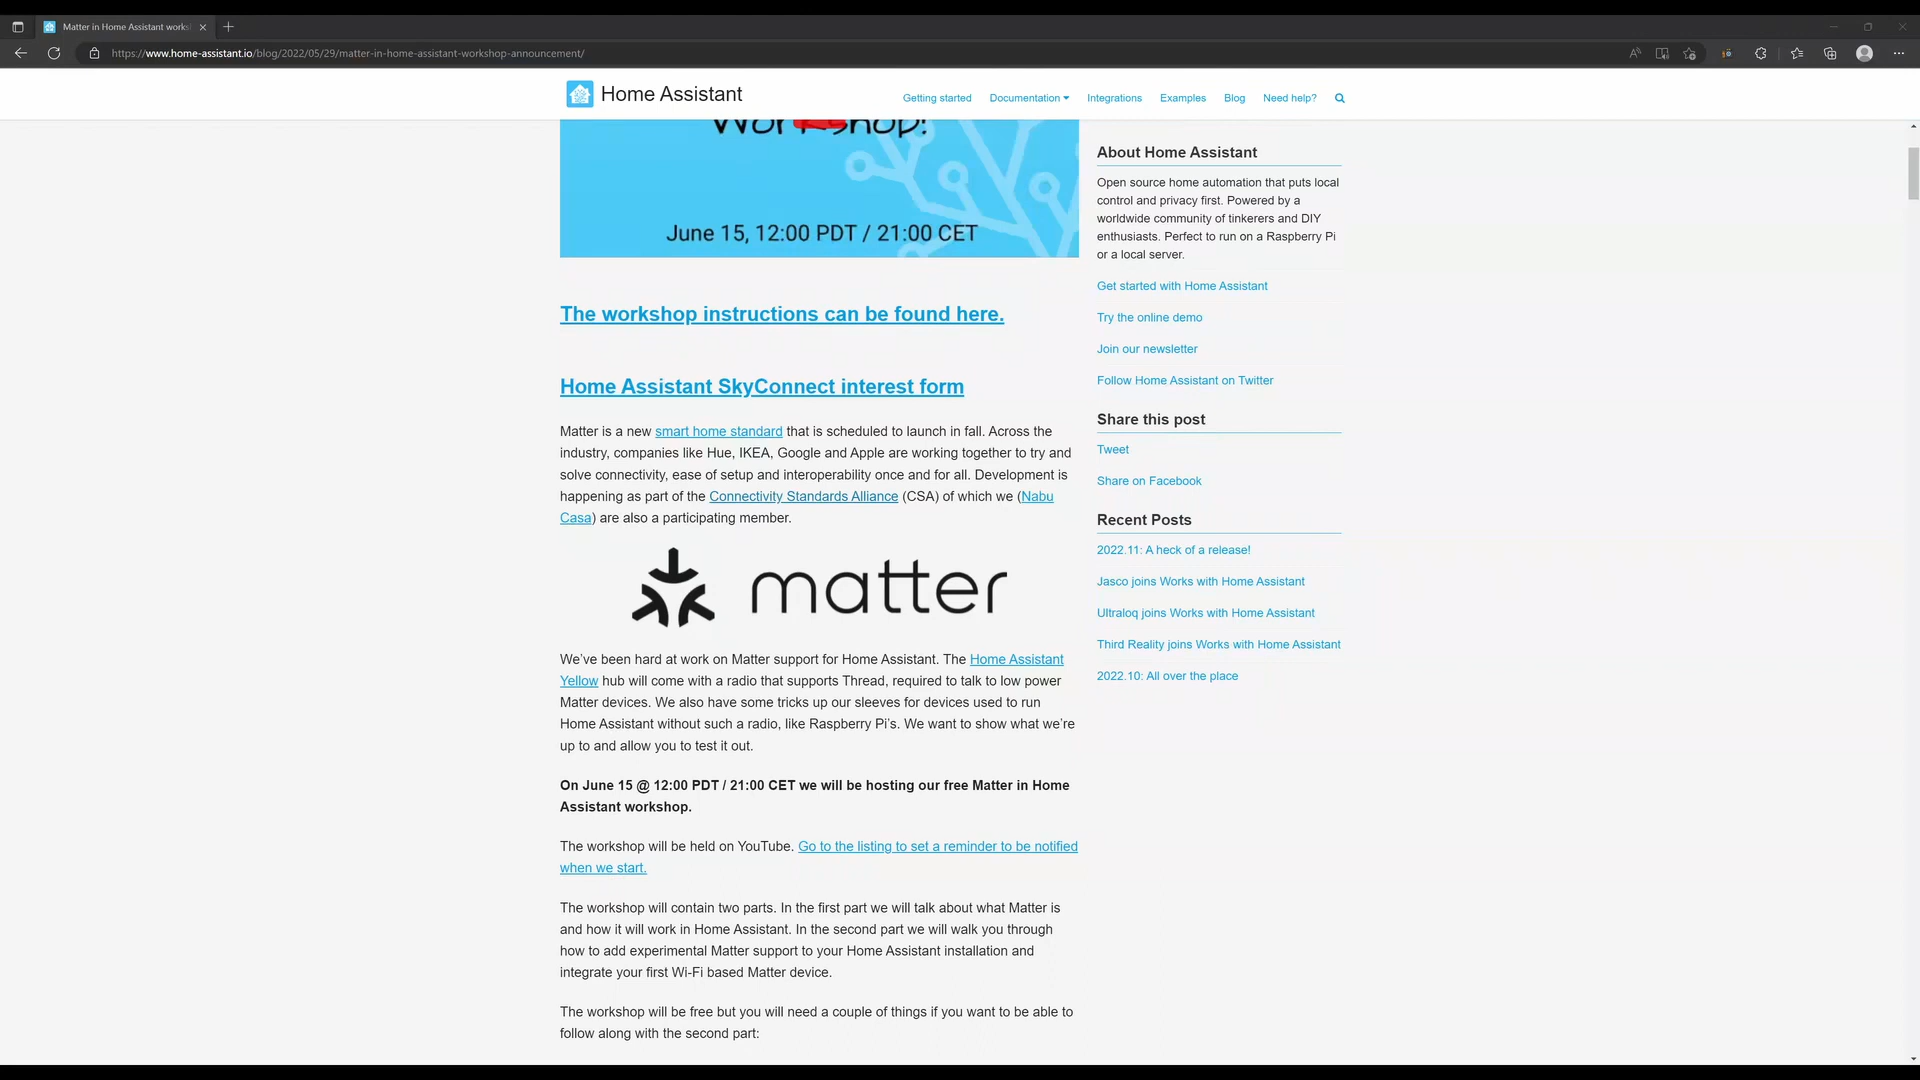 Matter in Home Assistant works
https://www.home-assistant.io/blog/2022/05/29/matter-in-home-assistant-workshop-announcement/
Home Assistant
Getting started
Documentation
Integrations
Examples
Blog
Need help?
Workshop!
June 15, 12:00 PDT / 21:00 CET
The workshop instructions can be found here.
Home Assistant SkyConnect interest form
Matter is a new smart home standard that is scheduled to launch in fall. Across the
industry, companies like Hue, IKEA, Google and Apple are working together to try and
solve connectivity, ease of setup and interoperability once and for all. Development is
happening as part of the Connectivity Standards Alliance (CSA) of which we (Nabu
Casa) are also a participating member.
matter
We've been hard at work on Matter support for Home Assistant. The Home Assistant
Yellow hub will come with a radio that supports Thread, required to talk to low power
Matter devices. We also have some tricks up our sleeves for devices used to run
Home Assistant without such a radio, like Raspberry Pi's. We want to show what we're
up to and allow you to test it out.
On June 15 @ 12:00 PDT / 21:00 CET we will be hosting our free Matter in Home
Assistant workshop.
The workshop will be held on YouTube. Go to the listing to set a reminder to be notified
when we start.
The workshop will contain two parts. In the first part we will talk about what Matter is
and how it will work in Home Assistant. In the second part we will walk you through
how to add experimental Matter support to your Home Assistant installation and
integrate your first Wi-Fi based Matter device.
The workshop will be free but you will need a couple of things if you want to be able to
follow along with the second part:
About Home Assistant
Open source home automation that puts local
control and privacy first. Powered by a
worldwide community of tinkerers and DIY
enthusiasts. Perfect to run on a Raspberry Pi
or a local server.
Get started with Home Assistant
Try the online demo
Join our newsletter
Follow Home Assistant on Twitter
Share this post
Tweet
Share on Facebook
Recent Posts
2022.11: A heck of a release!
Jasco joins Works with Home Assistant
Ultraloq joins Works with Home Assistant
Third Reality joins Works with Home Assistant
2022.10: All over the place